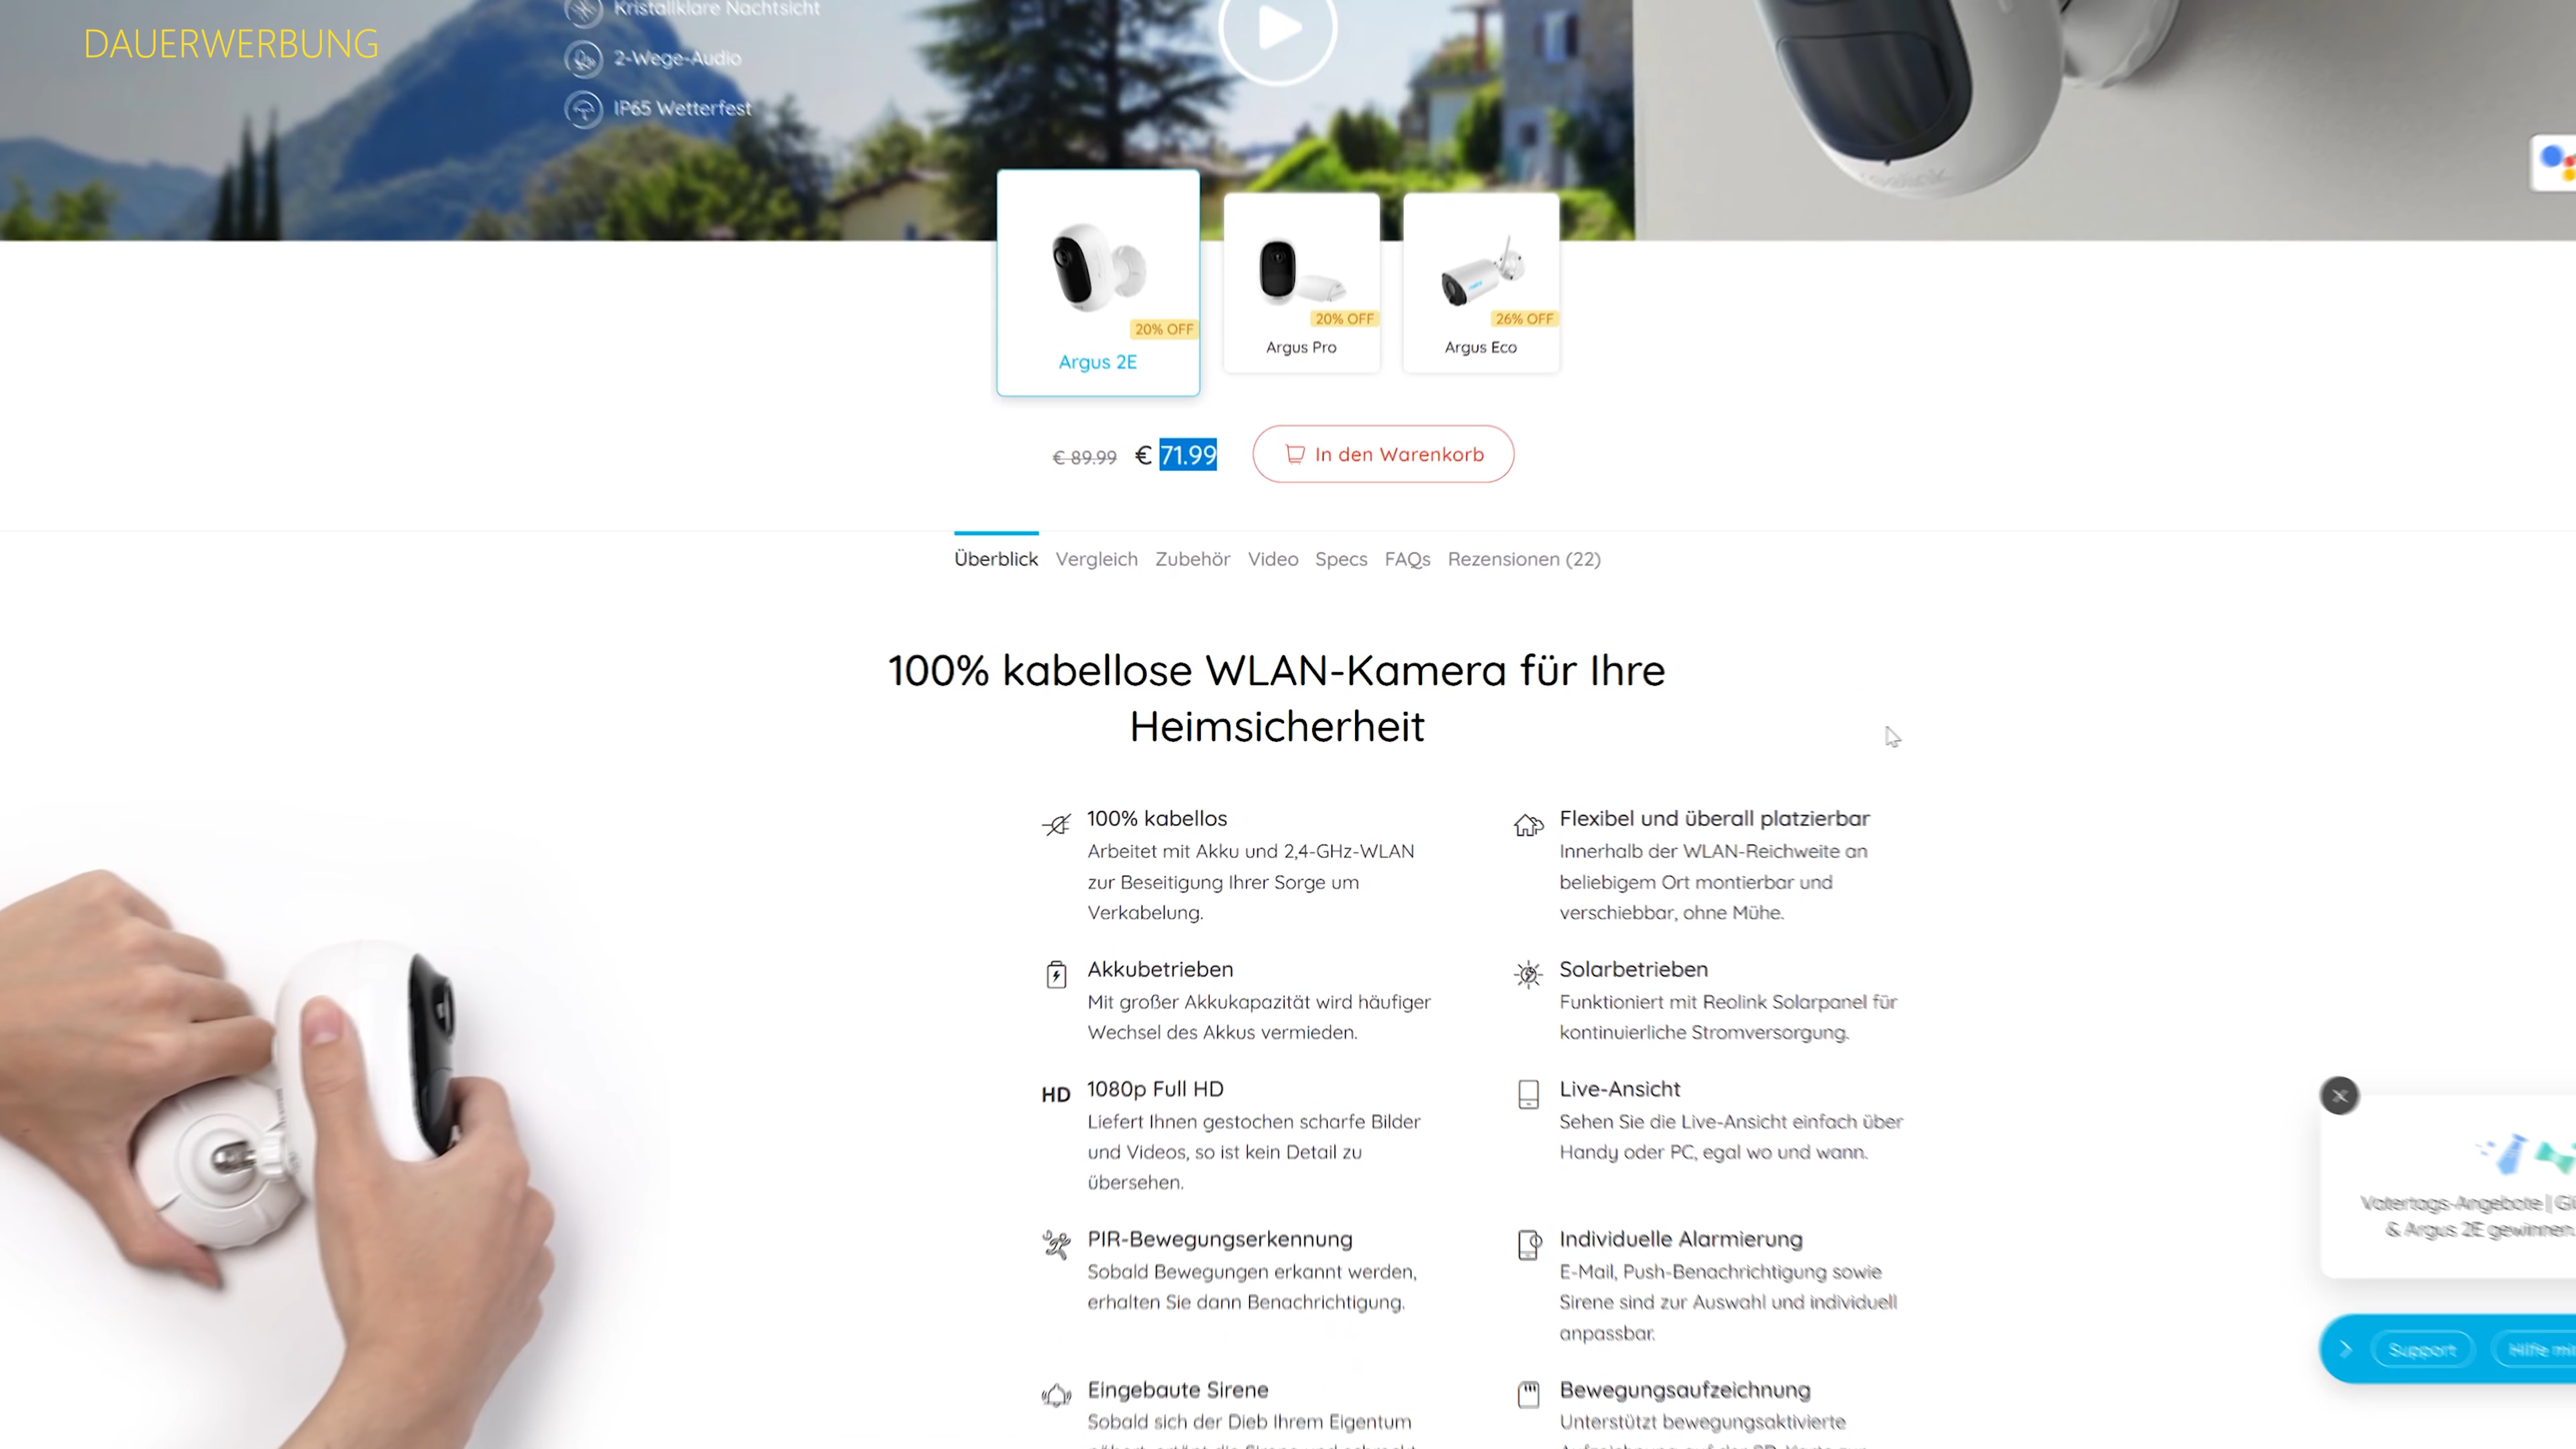 DAUERWERBUNG
Kristallklare Nachtsicht
2-Wege-Audio
IP65 Wetterfest
20% OFF
Argus 2E
20% OFF
Argus Pro
26% OFF
Argus Eco
€ 89.99 € 71.99 In den Warenkorb
Überblick Vergleich Zubehör Video Specs FAQs Rezensionen (22)
100% kabellose WLAN-Kamera für Ihre
Heimsicherheit
100% kabellos
Arbeitet mit Akku und 2,4-GHz-WLAN
zur Beseitigung Ihrer Sorge um
Verkabelung.
Flexibel und überall platzierbar
Innerhalb der WLAN-Reichweite an
beliebigem Ort montierbar und
verschiebbar, ohne Mühe.
Akkubetrieben
Mit großer Akkukapazität wird häufiger
Wechsel des Akkus vermieden.
Solarbetrieben
Funktioniert mit Reolink Solarpanel für
kontinuierliche Stromversorgung.
HD 1080p Full HD
Liefert Ihnen gestochen scharfe Bilder
und Videos, so ist kein Detail zu
übersehen.
Live-Ansicht
Sehen Sie die Live-Ansicht einfach über
Handy oder PC, egal wo und wann.
PIR-Bewegungserkennung
Sobald Bewegungen erkannt werden,
erhalten Sie dann Benachrichtigung.
Individuelle Alarmierung
E-Mail, Push-Benachrichtigung sowie
Sirene sind zur Auswahl und individuell
anpassbar.
Eingebaute Sirene
Sobald sich der Dieb Ihrem Eigentum
Bewegungsaufzeichnung
Unterstützt bewegungsaktivierte
Vatertags-Angebote |
& Argus 2E gewinnen
Support
Hilfe